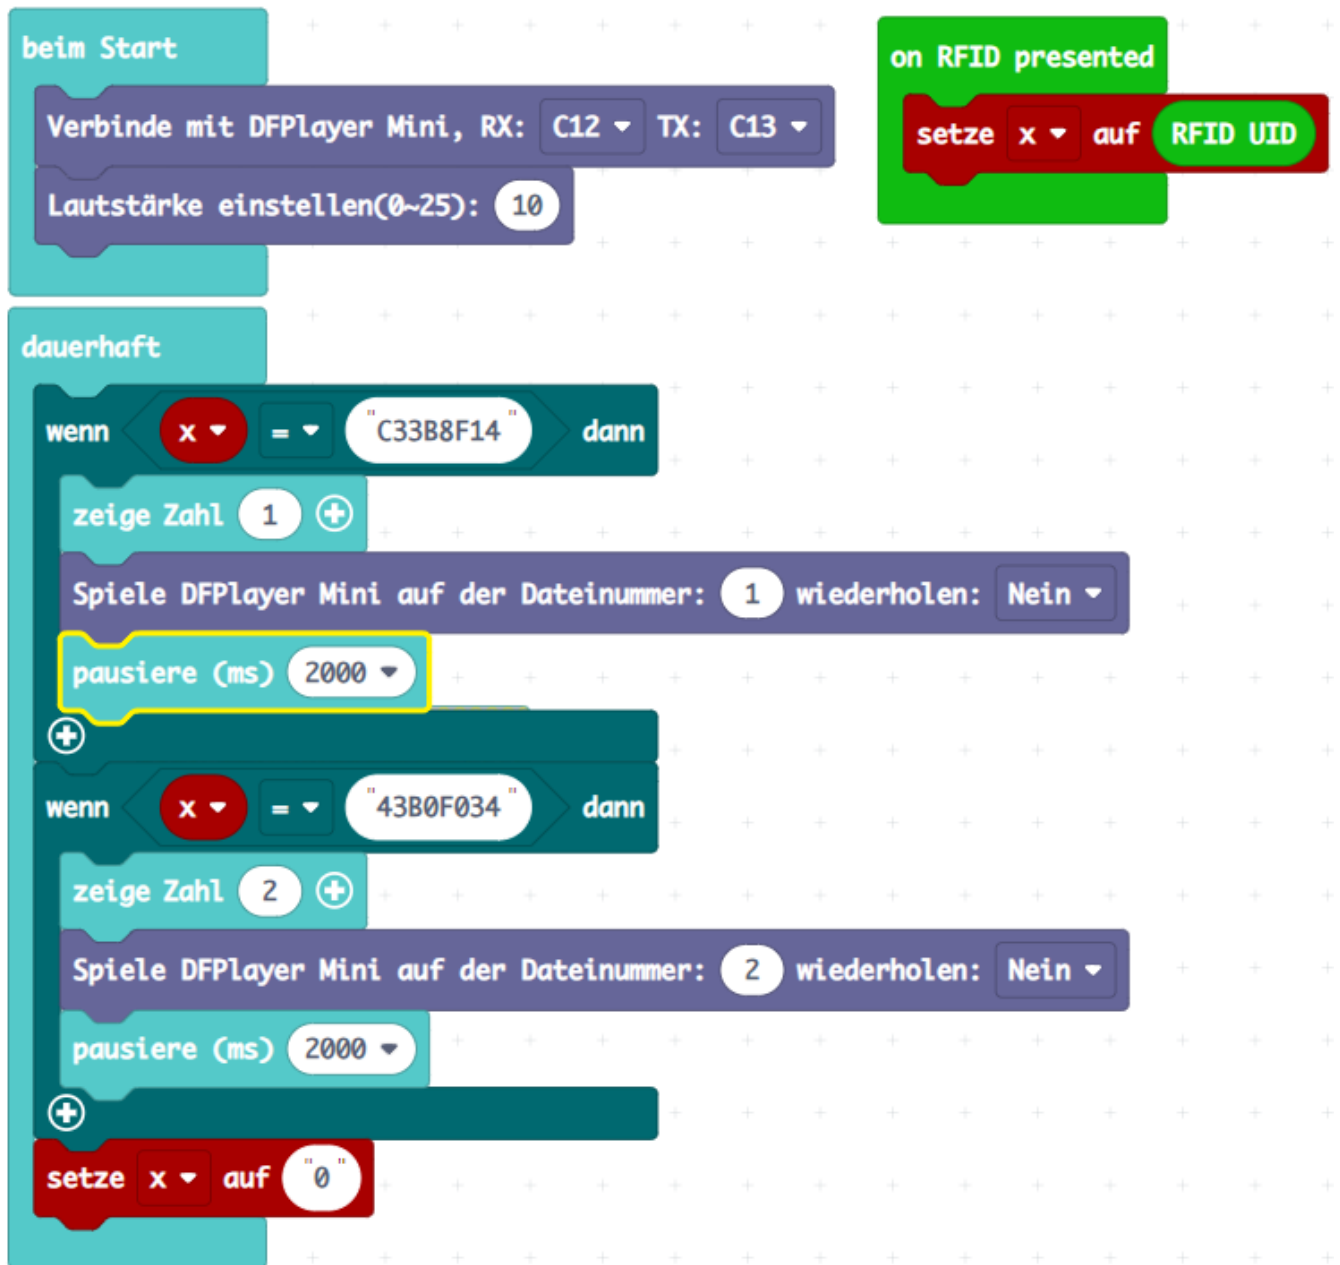 beim Start
Verbinde mit DFPlayer Mini, RX: C12 TX: C13
Lautstärke einstellen(0~25): 10
on RFID presented
setze x auf RFID UID
dauerhaft
wenn x = "C33B8F14" dann
zeige Zahl 1
Spiele DFPlayer Mini auf der Dateinummer: 1 wiederholen: Nein
pausiere (ms) 2000
wenn x = "43B0F034" dann
zeige Zahl 2
Spiele DFPlayer Mini auf der Dateinummer: 2 wiederholen: Nein
pausiere (ms) 2000
setze x auf "0"